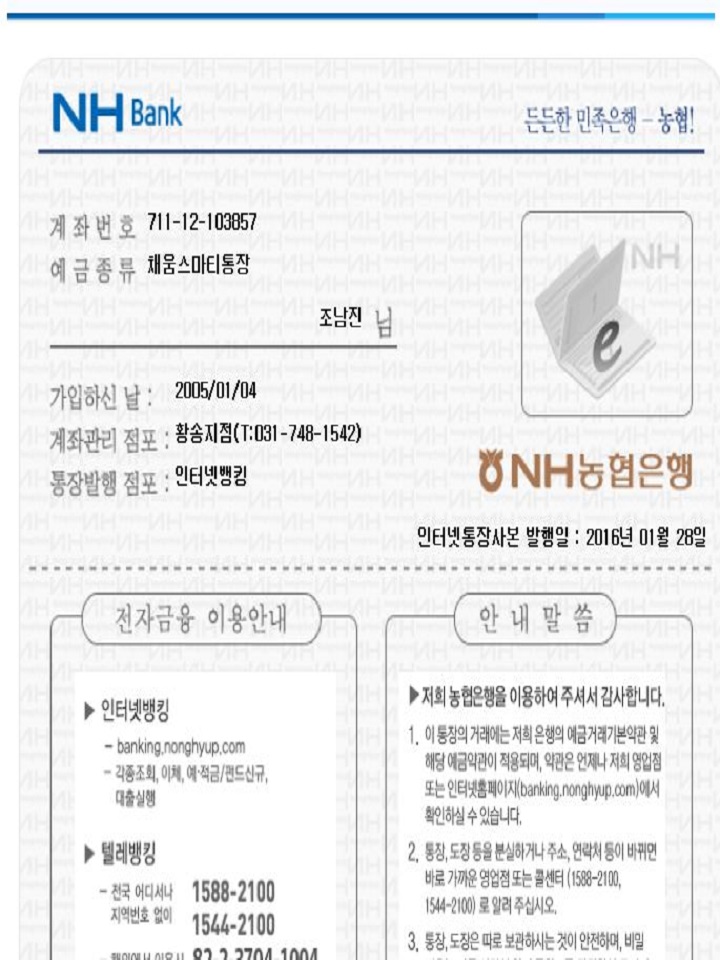 NH Bank
든든한 민족은행 - 농협!
계좌번호 711-12-103857
예금종류 채움스마티통장
NH
e
조남진 님
가입하신 날 : 2005/01/04
계좌관리 점포 : 황송지점(T:031-748-1542)
통장발행 점포 : 인터넷뱅킹
NH농협은행
인터넷통장사본 발행일 : 2016년 01월 28일
전자금융 이용안내
▶ 인터넷뱅킹
- banking.nonghyup.com
- 각종조회, 이체, 예·적금/펀드신규,
대출실행
▶ 텔레뱅킹
- 전국 어디서나 1588-2100
지역번호 없이 1544-2100
82-2-3704-1004
안내말씀
▶ 저희 농협은행을 이용하여 주셔서 감사합니다.
1. 이 통장의 거래에는 저희 은행의 예금거래기본약관 및
해당 예금약관이 적용되며, 약관은 언제나 저희 영업점
또는 인터넷홈페이지(banking.nonghyup.com)에서
확인하실 수 있습니다.
2. 통장, 도장 등을 분실하거나 주소, 연락처 등이 바뀌면
바로 가까운 영업점 또는 콜센터 (1588-2100,
1544-2100) 로 알려 주십시오.
3. 통장, 도장은 따로 보관하시는 것이 안전하며, 비밀